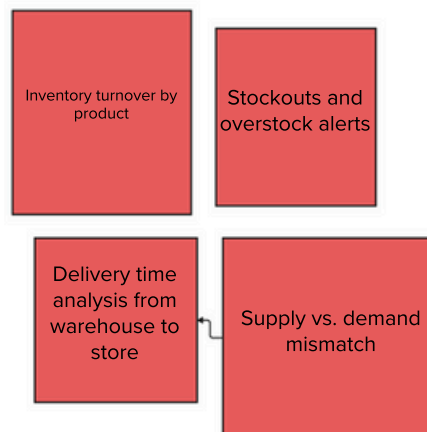 Inventory turnover by
product
Stockouts and
overstock alerts
Delivery time
analysis from
warehouse to
store
Supply vs. demand
mismatch